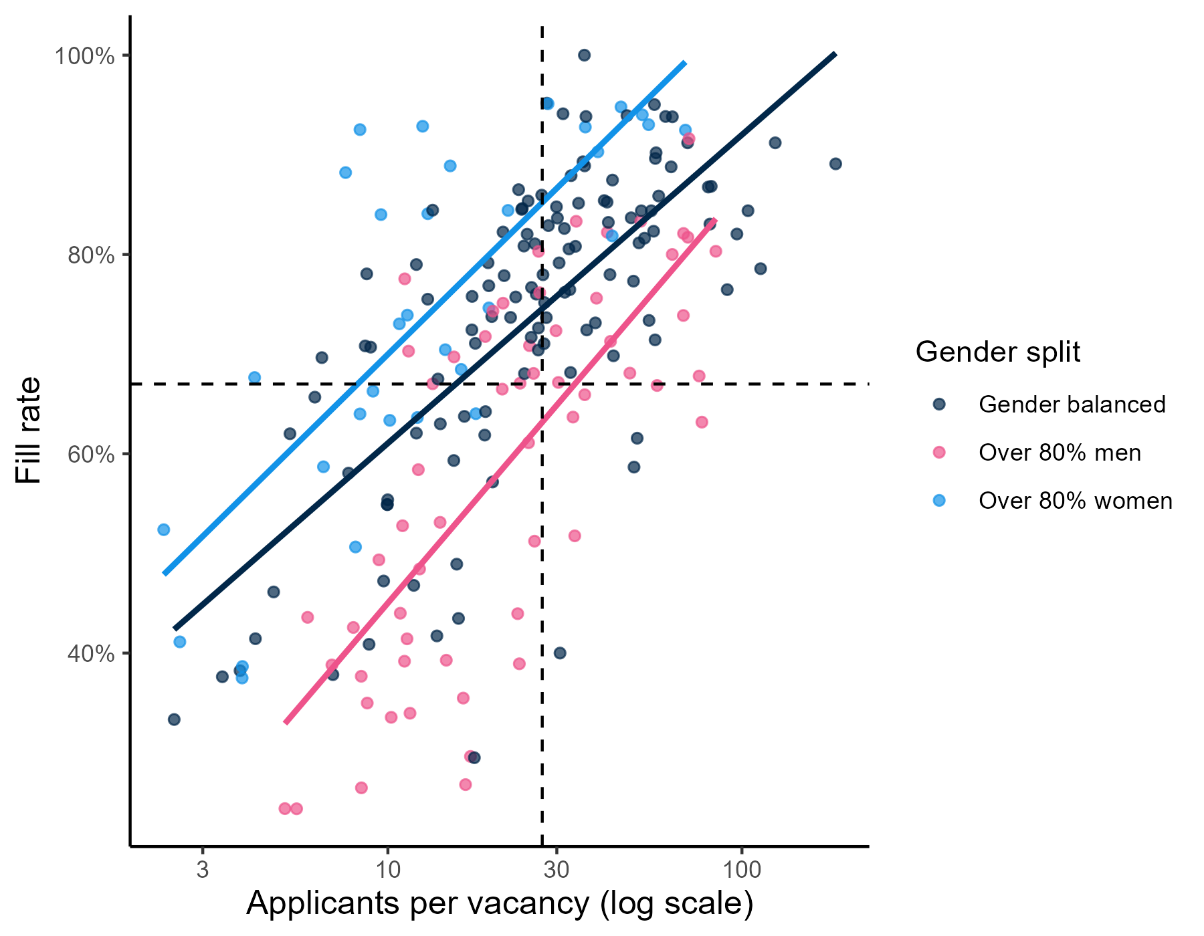 100%
80%
60%
40%
Fill rate
3
10
30
100
Applicants per vacancy (log scale)
Gender split
Gender balanced
Over 80% men
Over 80% women